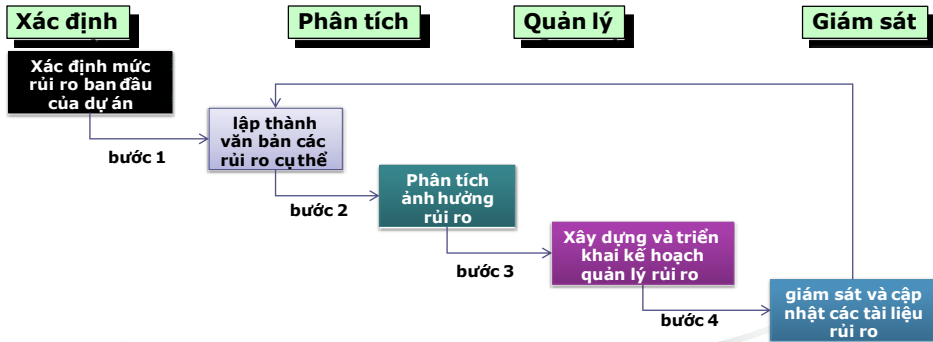 Xác định
Phân tích
Quản lý
Giám sát
Xác định mức
rủi ro ban đầu
của dự án
bước 1
lập thành
văn bản các
rủi ro cụ thể
bước 2
Phân tích
ảnh hưởng
rủi ro
bước 3
Xây dựng và triển
khai kế hoạch
quản lý rủi ro
bước 4
giám sát và cập
nhật các tài liệu
rủi ro